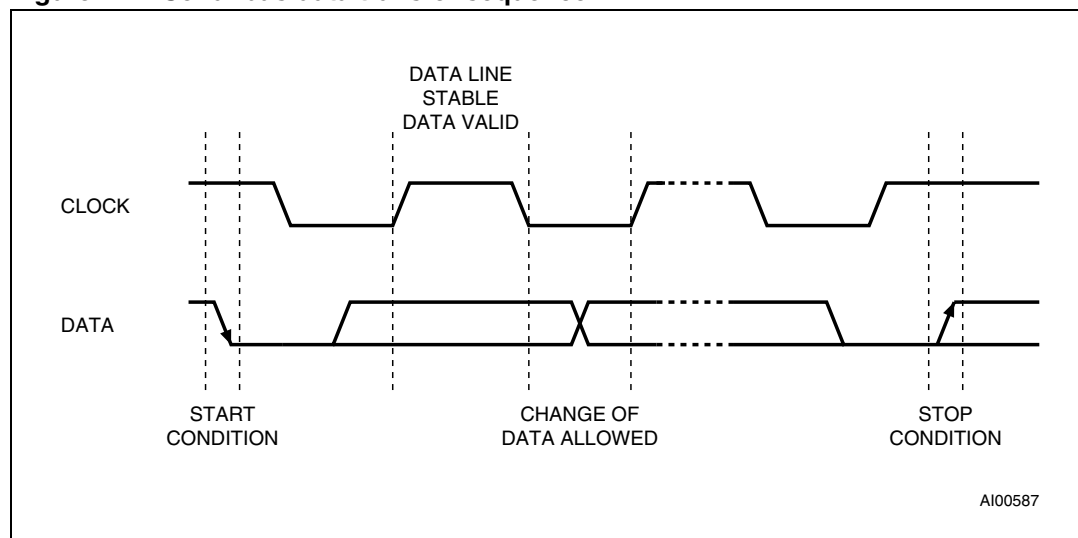 DATA LINE
STABLE
DATA VALID
CLOCK
DATA
START
CONDITION
CHANGE OF
DATA ALLOWED
STOP
CONDITION
AI00587